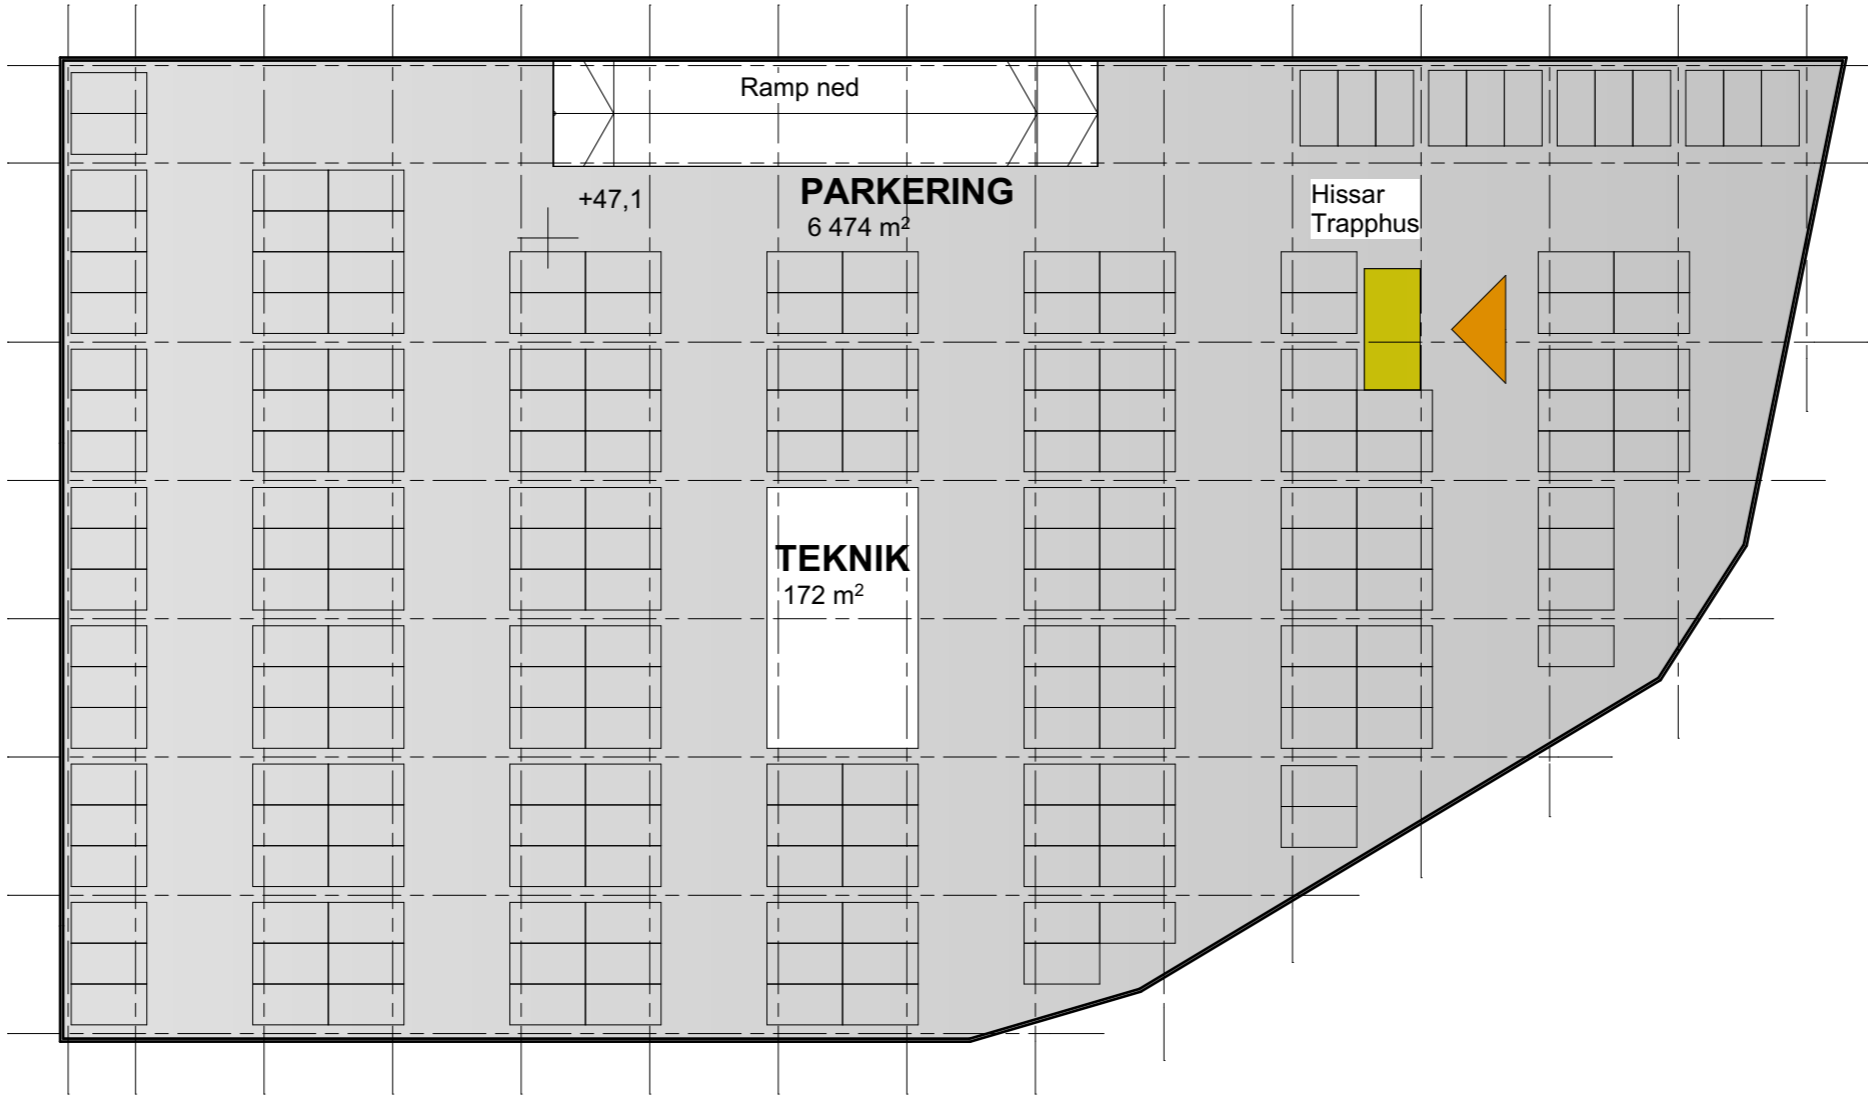 Ramp ned
PARKERING
6 474 m²
+47,1
Hissar
Trapphus
TEKNIK
172 m²